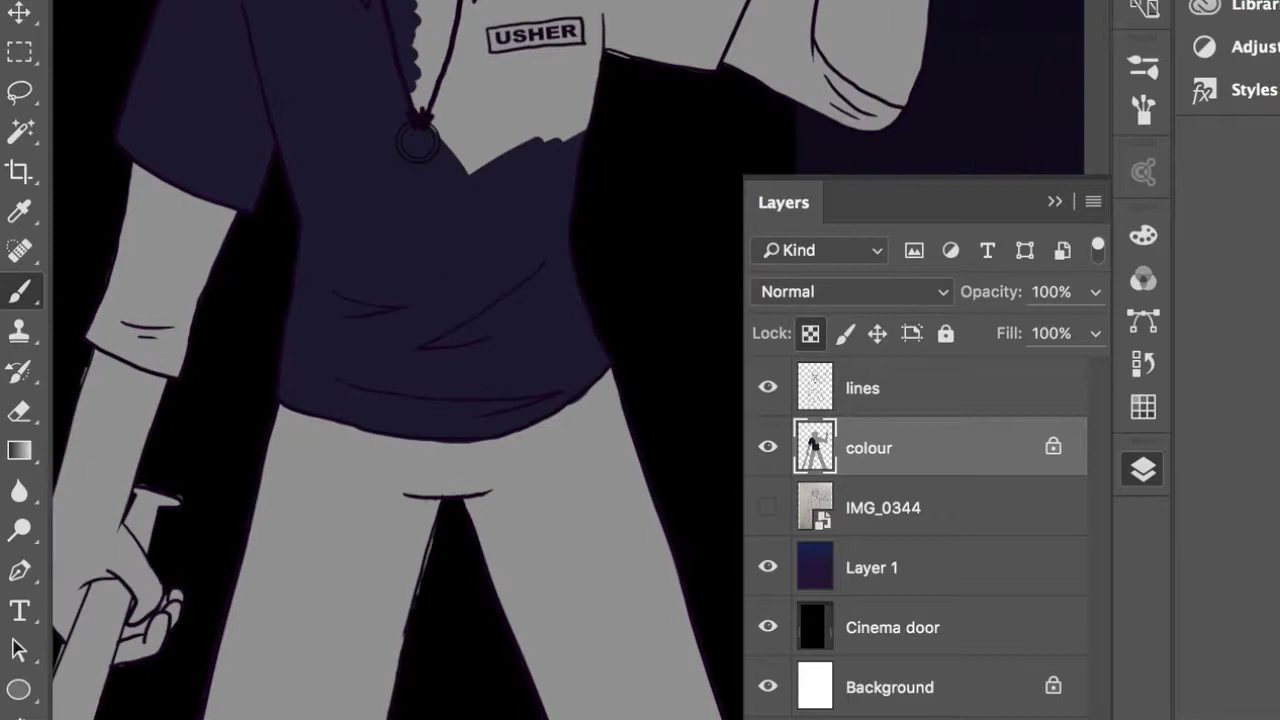 USHER
Librar
Adjust
Styles
Layers
Kind
Normal
Opacity: 100%
Lock:
Fill: 100%
lines
colour
IMG_0344
Layer 1
Cinema door
Background